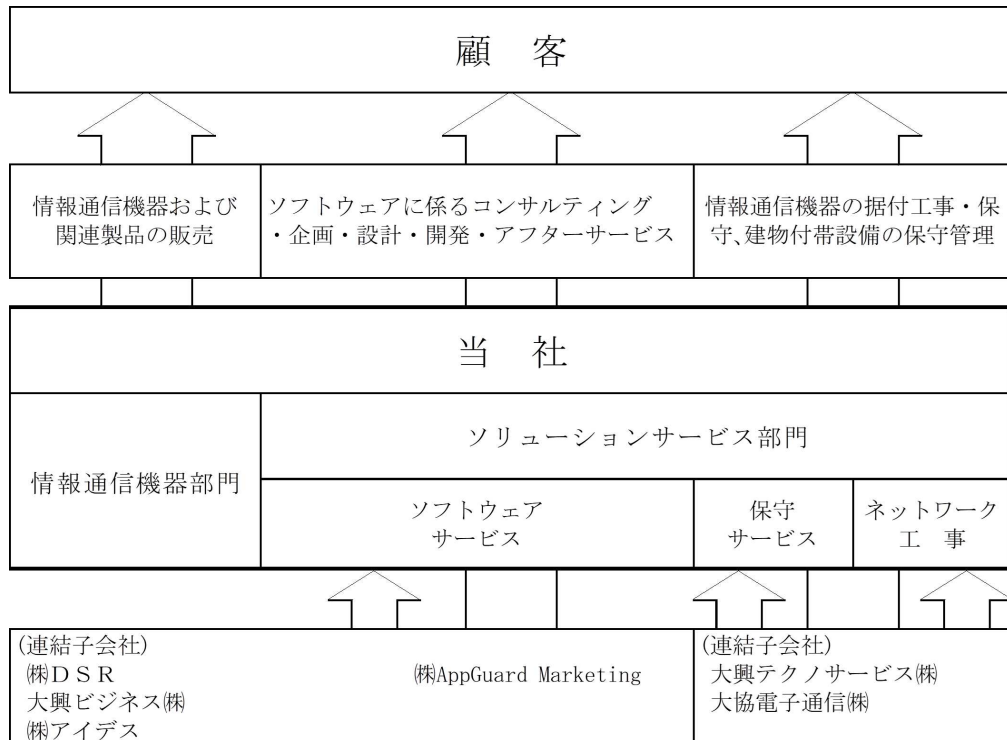 顧　客
情報通信機器および
関連製品の販売
ソフトウェアに係るコンサルティング
・企画・設計・開発・アフターサービス
情報通信機器の据付工事・保
守、建物付帯設備の保守管理
当　社
情報通信機器部門
ソリューションサービス部門
ソフトウェア
サービス
保守
サービス
ネットワーク
工　事
(連結子会社)
㈱ＤＳＲ
大興ビジネス㈱
㈱アイデス
㈱AppGuard Marketing
(連結子会社)
大興テクノサービス㈱
大協電子通信㈱